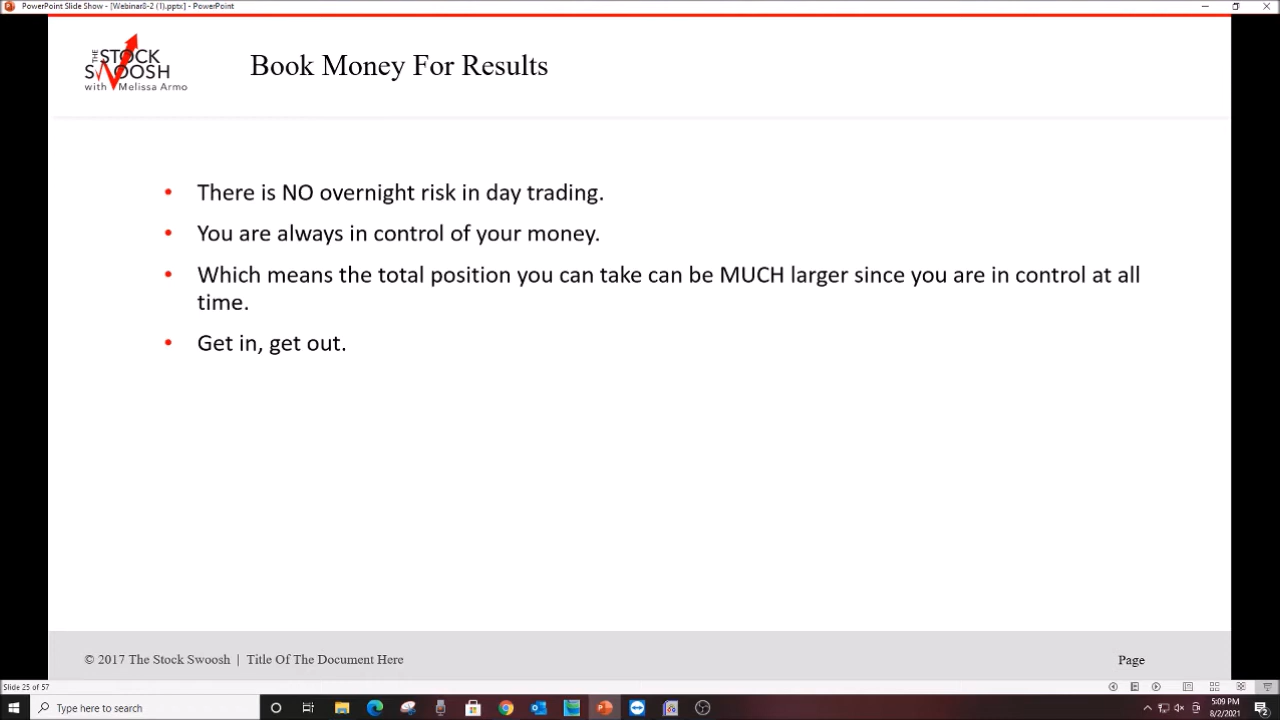 PowerPoint Slide Show - [Webinar8-2 (1).pptx] - PowerPoint
THE
STOCK
SWOOSH
with Melissa Armo
Book Money For Results
• There is NO overnight risk in day trading.
• You are always in control of your money.
• Which means the total position you can take can be MUCH larger since you are in control at all
time.
• Get in, get out.
© 2017 The Stock Swoosh | Title Of The Document Here
Page
Slide 25 of 57
Type here to search
5:09 PM
8/2/2021
2